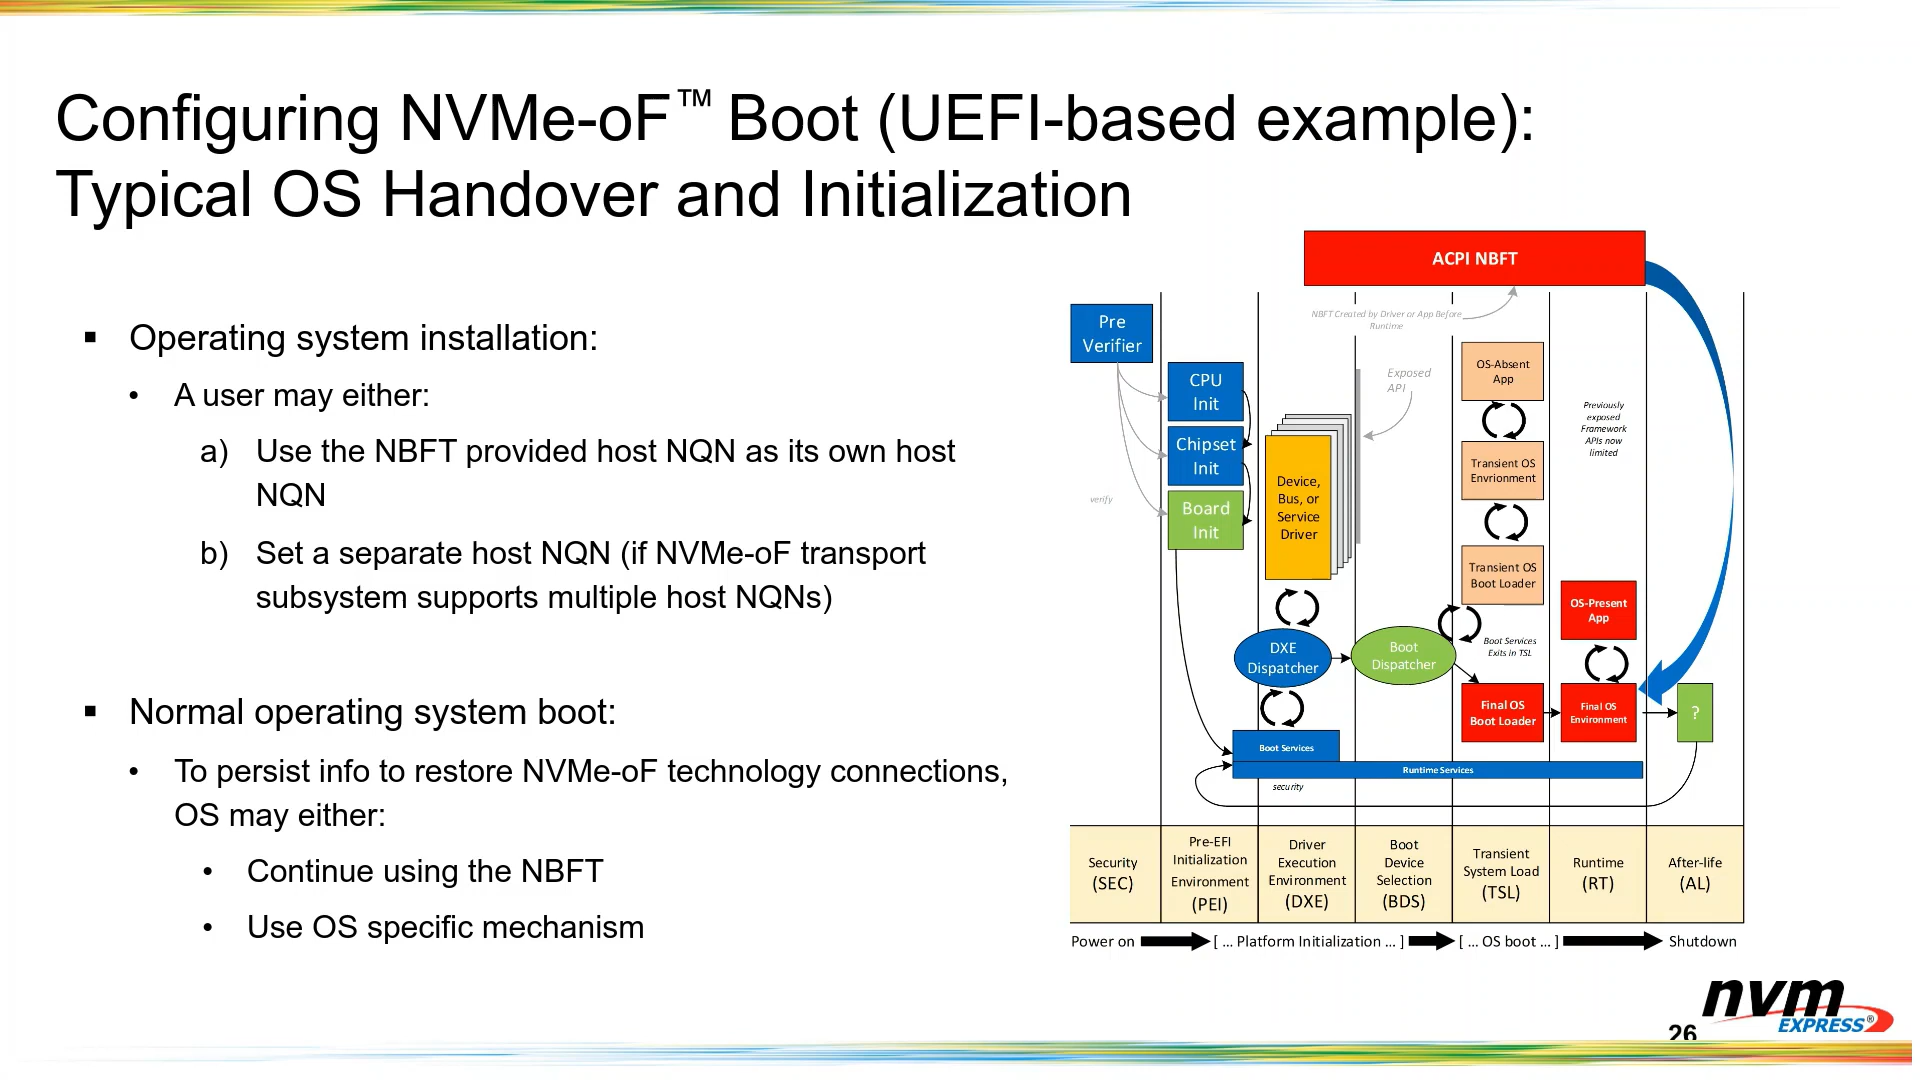 Configuring NVMe-oF™ Boot (UEFI-based example):
Typical OS Handover and Initialization
▪ Operating system installation:
• A user may either:
a) Use the NBFT provided host NQN as its own host
NQN
b) Set a separate host NQN (if NVMe-oF transport
subsystem supports multiple host NQNs)
▪ Normal operating system boot:
• To persist info to restore NVMe-oF technology connections,
OS may either:
• Continue using the NBFT
• Use OS specific mechanism
ACPI NBFT
NBFT Created by Driver or App Before
Runtime
Pre
Verifier
CPU
Init
Chipset
Init
Board
Init
verify
Device,
Bus, or
Service
Driver
Exposed
API
OS-Absent
App
Transient OS
Envrionment
Transient OS
Boot Loader
Previously
exposed
Framework
APIs now
limited
OS-Present
App
DXE
Dispatcher
Boot
Dispatcher
Boot Services
Exits in TSL
Final OS
Boot Loader
Final OS
Environment
?
Boot Services
Runtime Services
security
Security
(SEC)
Pre-EFI
Initialization
Environment
(PEI)
Driver
Execution
Environment
(DXE)
Boot
Device
Selection
(BDS)
Transient
System Load
(TSL)
Runtime
(RT)
After-life
(AL)
Power on
[ ... Platform Initialization ... ]
[ ... OS boot ... ]
Shutdown
nvm
EXPRESS®
26